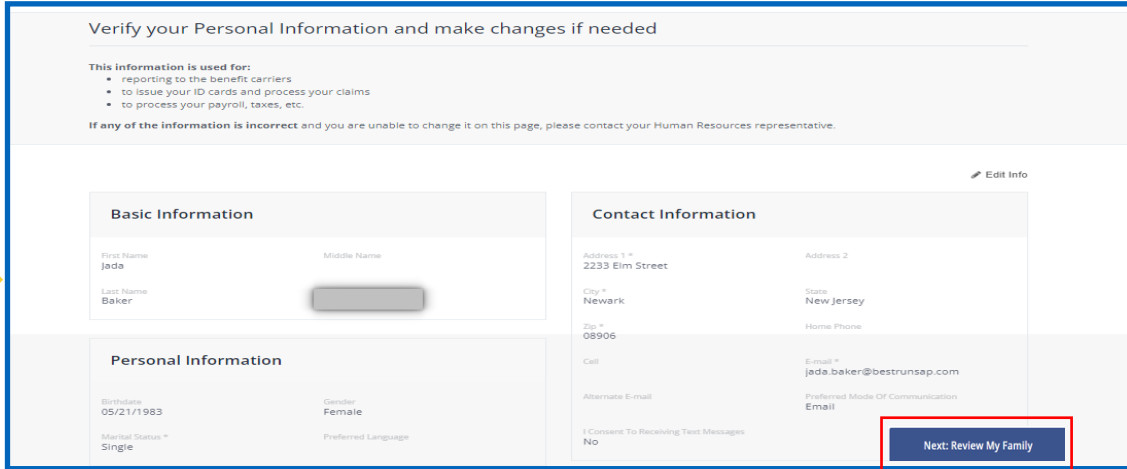 Verify your Personal Information and make changes if needed
This information is used for:
reporting to the benefit carriers
to issue your ID cards and process your claims
to process your payroll, taxes, etc.
If any of the information is incorrect and you are unable to change it on this page, please contact your Human Resources representative.
Edit Info
Basic Information
First Name
Middle Name
Jada
Last Name
Baker
Personal Information
Birthdate
Gender
05/21/1983
Female
Marital Status *
Preferred Language
Single
Contact Information
Address 1 *
Address 2
2233 Elm Street
City *
State
Newark
New Jersey
Zip *
Home Phone
08906
Cell
E-mail *
jada.baker@bestrunsap.com
Alternate E-mail
Preferred Mode Of Communication
Email
I Consent To Receiving Text Messages
No
Next: Review My Family